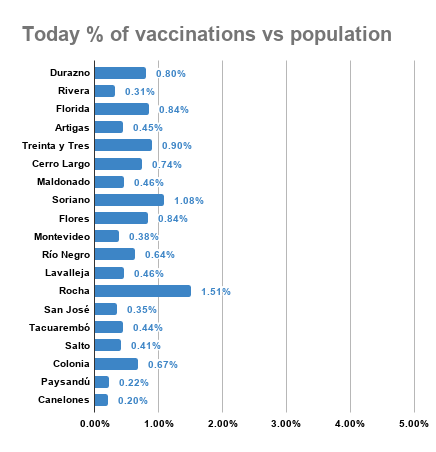 Today % of vaccinations vs population
Durazno 0.80%
Rivera 0.31%
Florida 0.84%
Artigas 0.45%
Treinta y Tres 0.90%
Cerro Largo 0.74%
Maldonado 0.46%
Soriano 1.08%
Flores 0.84%
Montevideo 0.38%
Río Negro 0.64%
Lavalleja 0.46%
Rocha 1.51%
San José 0.35%
Tacuarembó 0.44%
Salto 0.41%
Colonia 0.67%
Paysandú 0.22%
Canelones 0.20%
0.00% 1.00% 2.00% 3.00% 4.00% 5.00%